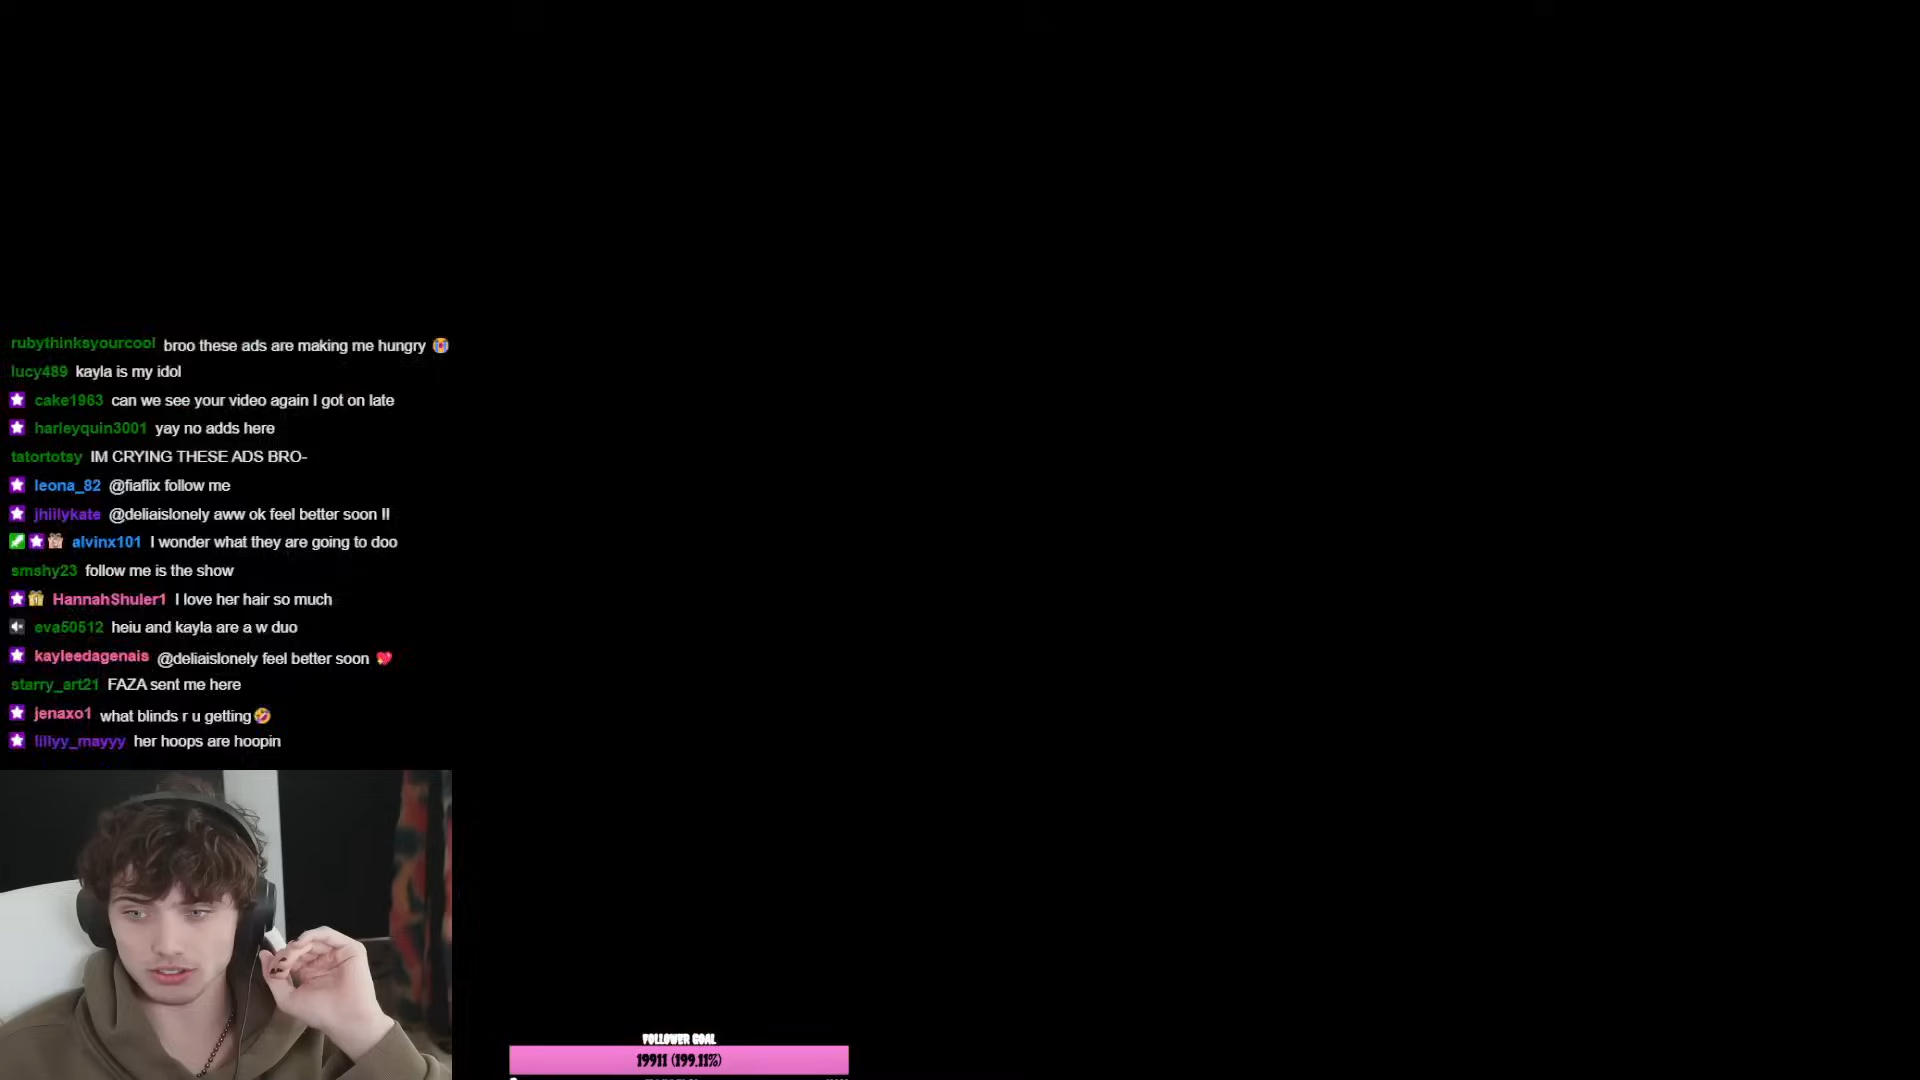 rubythinksyourcool broo these ads are making me hungry 😭
lucy489 kayla is my idol
cake1963 can we see your video again I got on late
harleyquin3001 yay no adds here
tatortotsy IM CRYING THESE ADS BRO-
leona_82 @fiaflix follow me
jhillykate @deliaislonely aww ok feel better soon !!
alvinx101 I wonder what they are going to doo
smshy23 follow me is the show
HannahShuler1 I love her hair so much
eva50512 heiu and kayla are a w duo
kayleedagenais @deliaislonely feel better soon 💖
starry_art21 FAZA sent me here
jenaxo1 what blinds r u getting🤣
lillyy_mayyy her hoops are hoopin
FOLLOWER GOAL
19911 (199.11%)